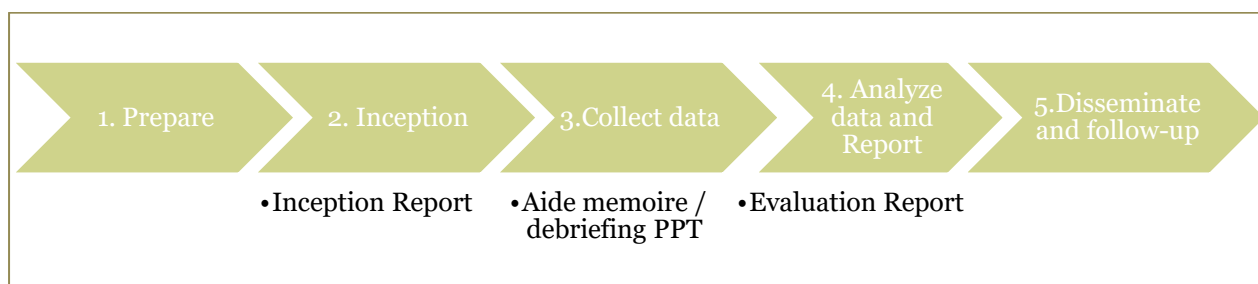 1. Prepare
2. Inception
3.Collect data
4. Analyze
data and
Report
5.Disseminate
and follow-up
•Inception Report
•Aide memoire /
debriefing PPT
•Evaluation Report